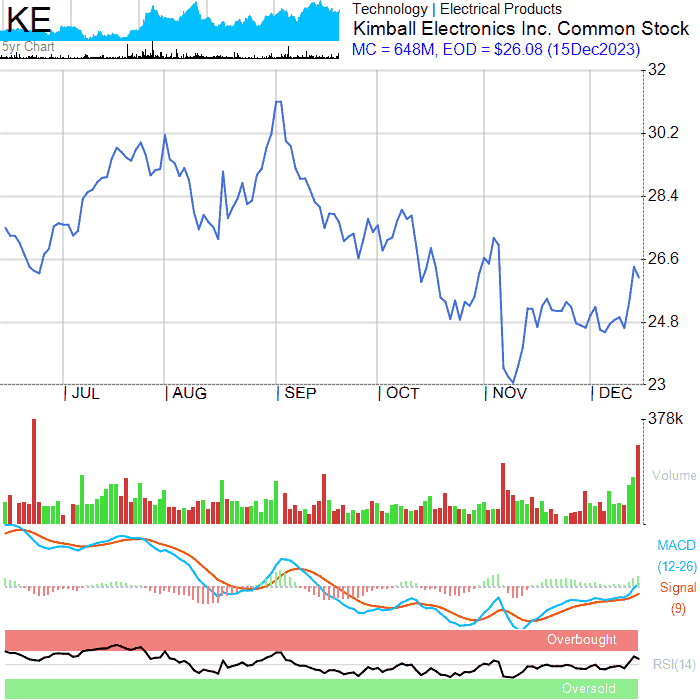 KE
5yr Chart
Technology | Electrical Products
Kimball Electronics Inc. Common Stock
MC = 648M, EOD = $26.08 (15Dec2023)
32
30.2
28.4
26.6
24.8
23
| JUL | AUG | SEP | OCT | NOV | DEC
378k
Volume
MACD
(12-26)
Signal
(9)
Overbought
RSI(14)
Oversold